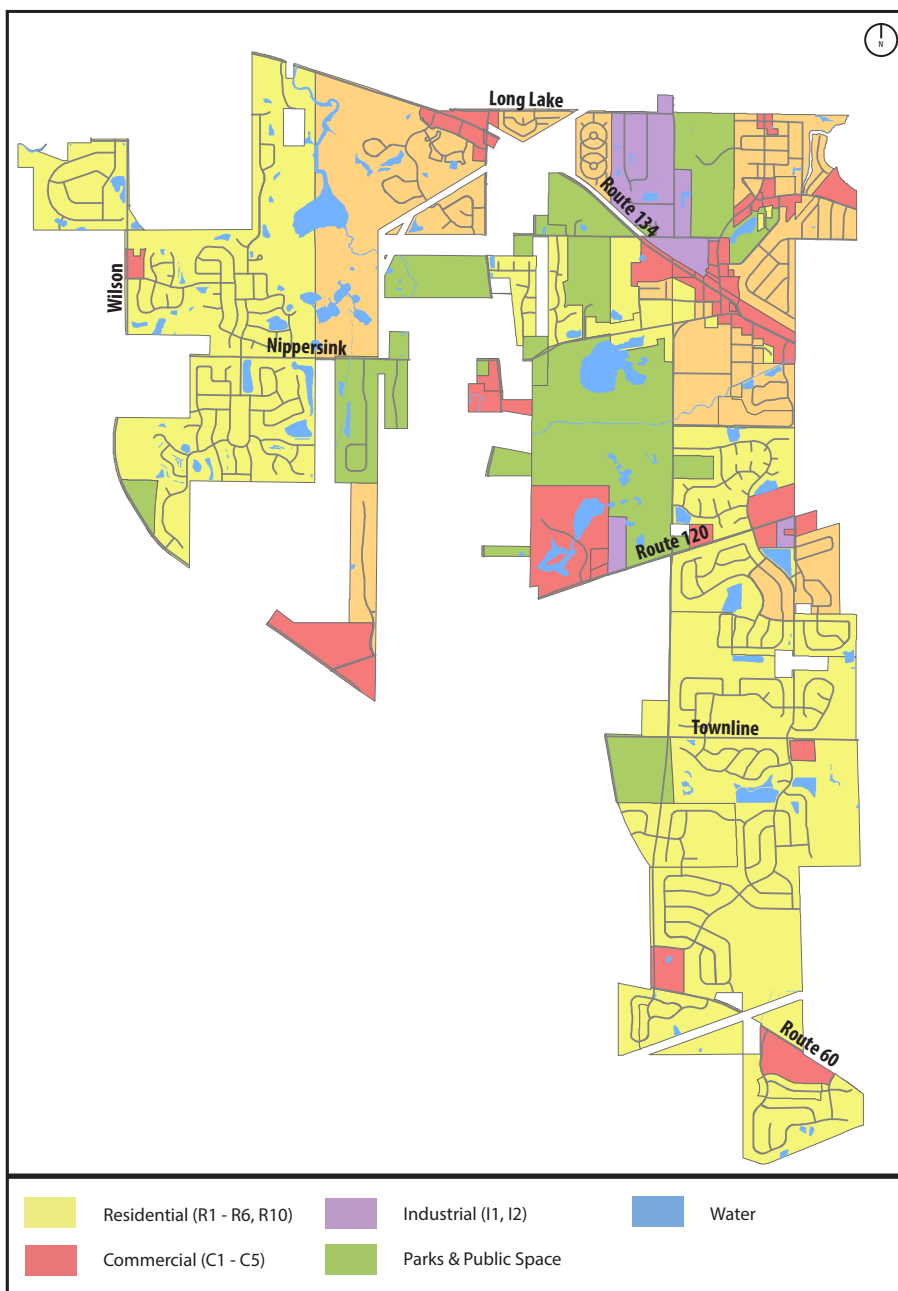 N
Long Lake
Route 134
Wilson
Nippersink
Route 120
Townline
Route 60
Residential (R1 - R6, R10)
Industrial (I1, I2)
Water
Commercial (C1 - C5)
Parks & Public Space